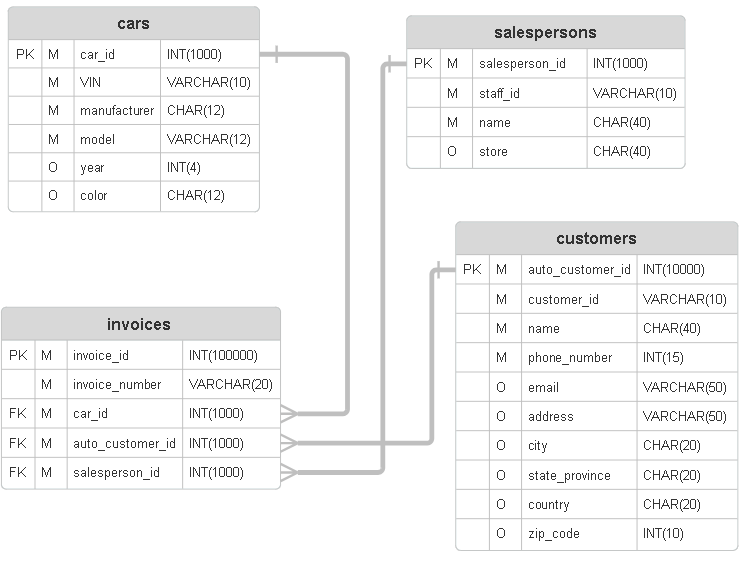 cars
PK M car_id INT(1000)
M VIN VARCHAR(10)
M manufacturer CHAR(12)
M model VARCHAR(12)
O year INT(4)
O color CHAR(12)
salespersons
PK M salesperson_id INT(1000)
M staff_id VARCHAR(10)
M name CHAR(40)
O store CHAR(40)
customers
PK M auto_customer_id INT(10000)
M customer_id VARCHAR(10)
M name CHAR(40)
M phone_number INT(15)
O email VARCHAR(50)
O address VARCHAR(50)
O city CHAR(20)
O state_province CHAR(20)
O country CHAR(20)
O zip_code INT(10)
invoices
PK M invoice_id INT(100000)
M invoice_number VARCHAR(20)
FK M car_id INT(1000)
FK M auto_customer_id INT(1000)
FK M salesperson_id INT(1000)